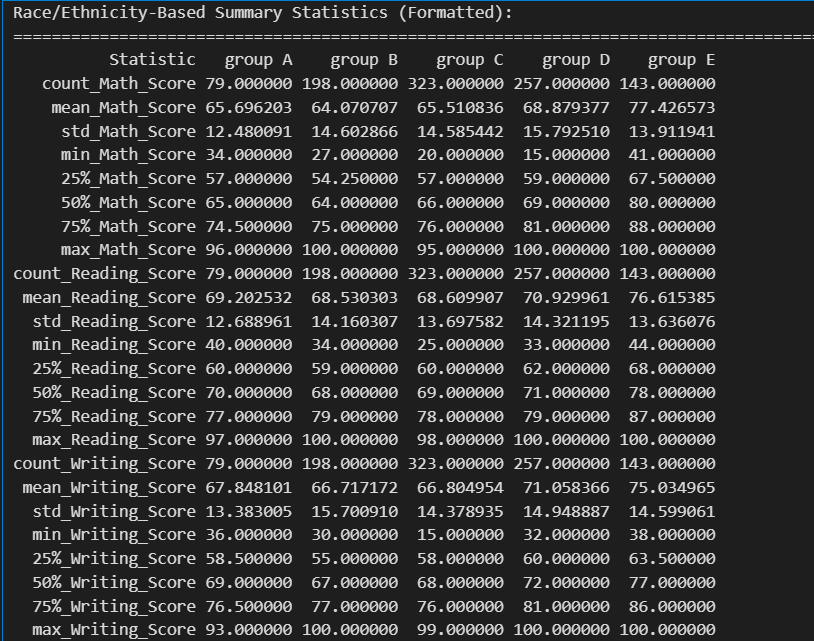 Race/Ethnicity-Based Summary Statistics (Formatted):
================================================================================
Statistic group A group B group C group D group E
count_Math_Score 79.000000 198.000000 323.000000 257.000000 143.000000
mean_Math_Score 65.696203 64.070707 65.510836 68.879377 77.426573
std_Math_Score 12.480091 14.602866 14.585442 15.792510 13.911941
min_Math_Score 34.000000 27.000000 20.000000 15.000000 41.000000
25%_Math_Score 57.000000 54.250000 57.000000 59.000000 67.500000
50%_Math_Score 65.000000 64.000000 66.000000 69.000000 80.000000
75%_Math_Score 74.500000 75.000000 76.000000 81.000000 88.000000
max_Math_Score 96.000000 100.000000 95.000000 100.000000 100.000000
count_Reading_Score 79.000000 198.000000 323.000000 257.000000 143.000000
mean_Reading_Score 69.202532 68.530303 68.609907 70.929961 76.615385
std_Reading_Score 12.688961 14.160307 13.697582 14.321195 13.636076
min_Reading_Score 40.000000 34.000000 25.000000 33.000000 44.000000
25%_Reading_Score 60.000000 59.000000 60.000000 62.000000 68.000000
50%_Reading_Score 70.000000 68.000000 69.000000 71.000000 78.000000
75%_Reading_Score 77.000000 79.000000 78.000000 79.000000 87.000000
max_Reading_Score 97.000000 100.000000 98.000000 100.000000 100.000000
count_Writing_Score 79.000000 198.000000 323.000000 257.000000 143.000000
mean_Writing_Score 67.848101 66.717172 66.804954 71.058366 75.034965
std_Writing_Score 13.383005 15.700910 14.378935 14.948887 14.599061
min_Writing_Score 36.000000 30.000000 15.000000 32.000000 38.000000
25%_Writing_Score 58.500000 55.000000 58.000000 60.000000 63.500000
50%_Writing_Score 69.000000 67.000000 68.000000 72.000000 77.000000
75%_Writing_Score 76.500000 77.000000 76.000000 81.000000 86.000000
max_Writing_Score 93.000000 100.000000 99.000000 100.000000 100.000000